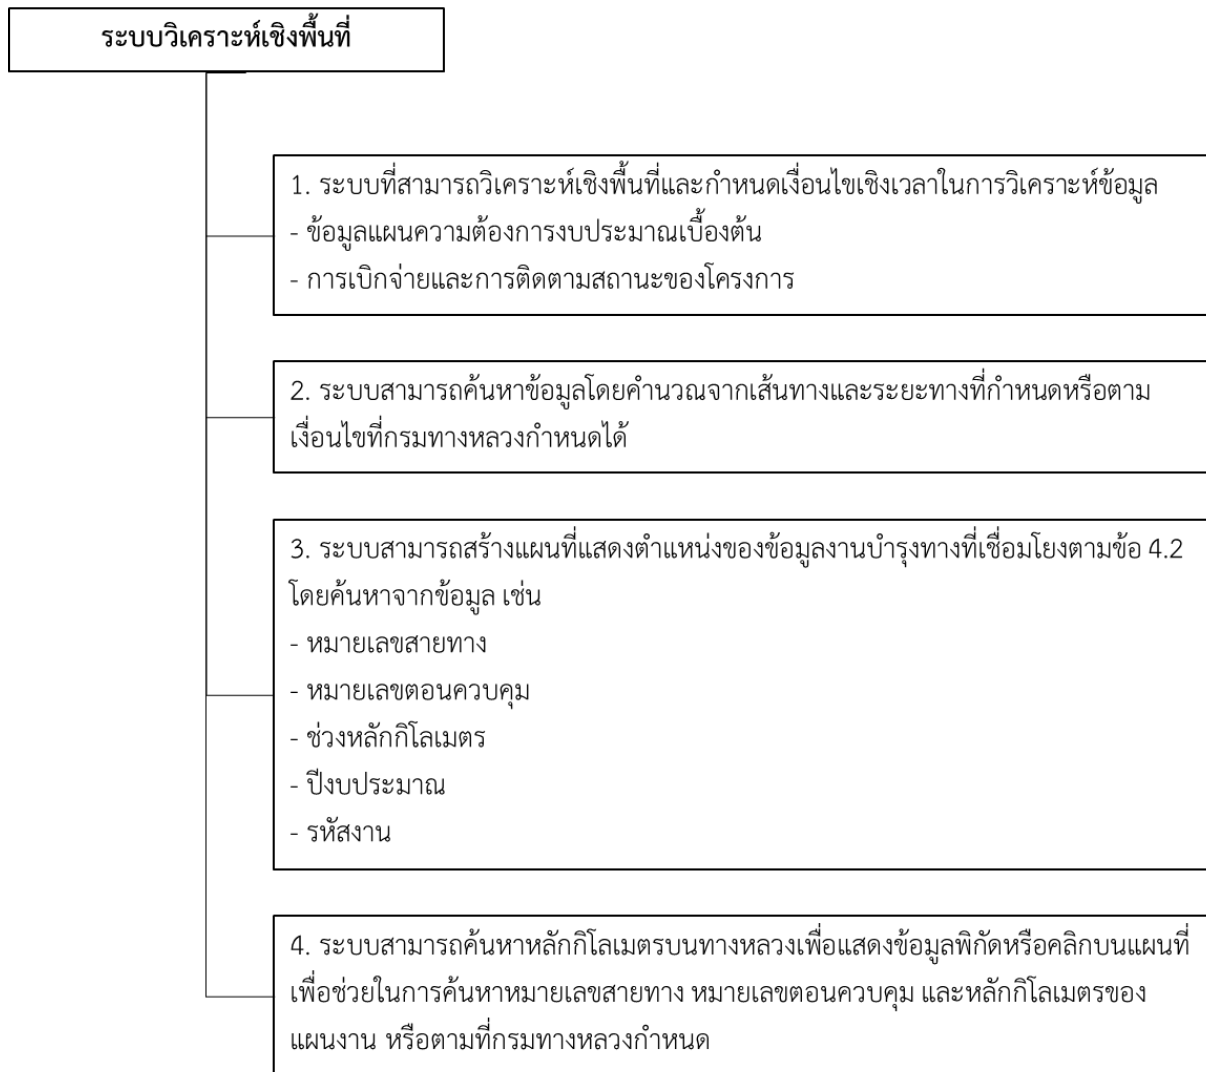 ระบบวิเคราะห์เชิงพื้นที่
1. ระบบที่สามารถวิเคราะห์เชิงพื้นที่และกำหนดเงื่อนไขเชิงเวลาในการวิเคราะห์ข้อมูล
- ข้อมูลแผนความต้องการงบประมาณเบื้องต้น
- การเบิกจ่ายและการติดตามสถานะของโครงการ
2. ระบบสามารถค้นหาข้อมูลโดยคำนวณจากเส้นทางและระยะทางที่กำหนดหรือตาม
เงื่อนไขที่กรมทางหลวงกำหนดได้
3. ระบบสามารถสร้างแผนที่แสดงตำแหน่งของข้อมูลงานบำรุงทางที่เชื่อมโยงตามข้อ 4.2
โดยค้นหาจากข้อมูล เช่น
- หมายเลขสายทาง
- หมายเลขตอนควบคุม
- ช่วงหลักกิโลเมตร
- ปีงบประมาณ
- รหัสงาน
4. ระบบสามารถค้นหาหลักกิโลเมตรบนทางหลวงเพื่อแสดงข้อมูลพิกัดหรือคลิกบนแผนที่
เพื่อช่วยในการค้นหาหมายเลขสายทาง หมายเลขตอนควบคุม และหลักกิโลเมตรของ
แผนงาน หรือตามที่กรมทางหลวงกำหนด